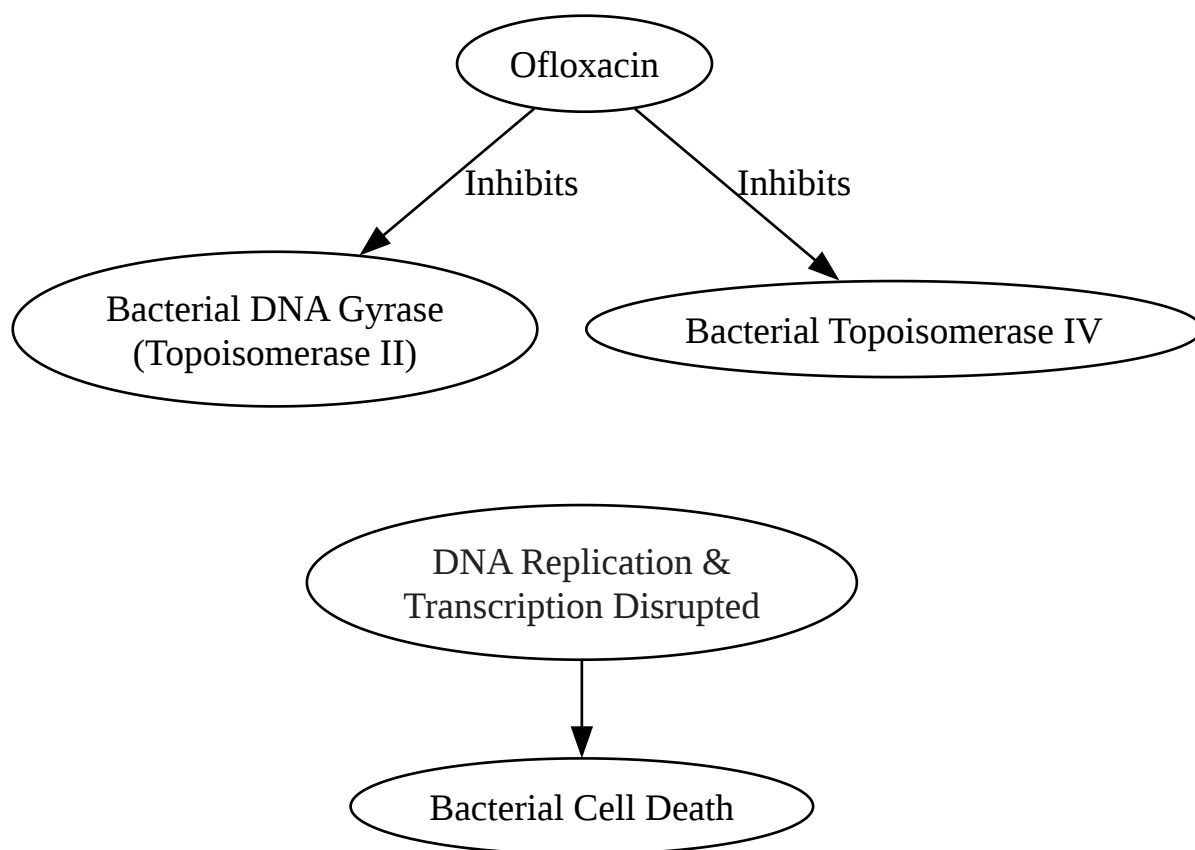 Ofloxacin
Inhibits
Inhibits
Bacterial DNA Gyrase
(Topoisomerase II)
Bacterial Topoisomerase IV
DNA Replication &
Transcription Disrupted
Bacterial Cell Death